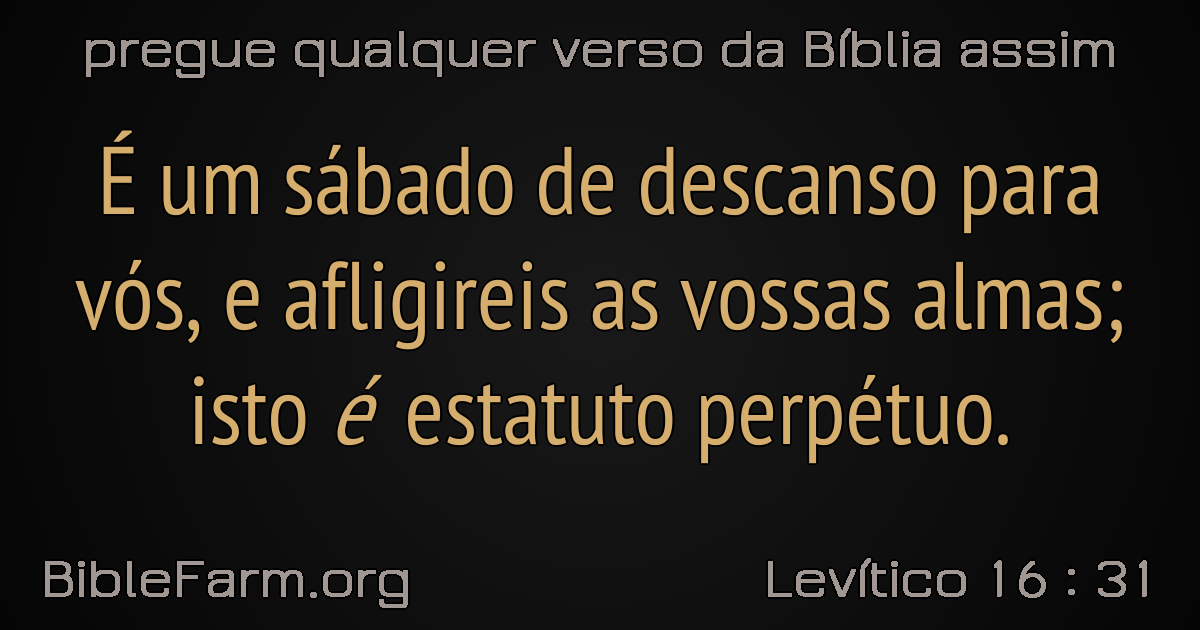 pregue qualquer verso da Bíblia assim
É um sábado de descanso para
vós, e afligireis as vossas almas;
isto é estatuto perpétuo.
BibleFarm.org
Levítico 16 : 31